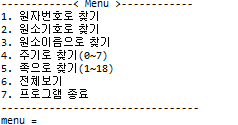 ------------< Menu >------------
1. 원자번호로 찾기
2. 원소기호로 찾기
3. 원소이름으로 찾기
4. 주기로 찾기(0~7)
5. 족으로 찾기(1~18)
6. 전체보기
7. 프로그램 종료
--------------------------------
menu =